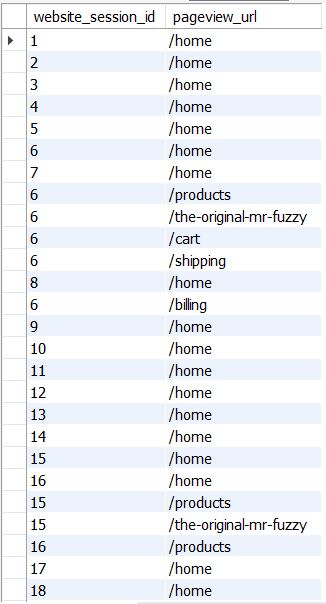 website_session_id pageview_url
1 /home
2 /home
3 /home
4 /home
5 /home
6 /home
7 /home
6 /products
6 /the-original-mr-fuzzy
6 /cart
6 /shipping
8 /home
6 /billing
9 /home
10 /home
11 /home
12 /home
13 /home
14 /home
15 /home
16 /home
15 /products
15 /the-original-mr-fuzzy
16 /products
17 /home
18 /home